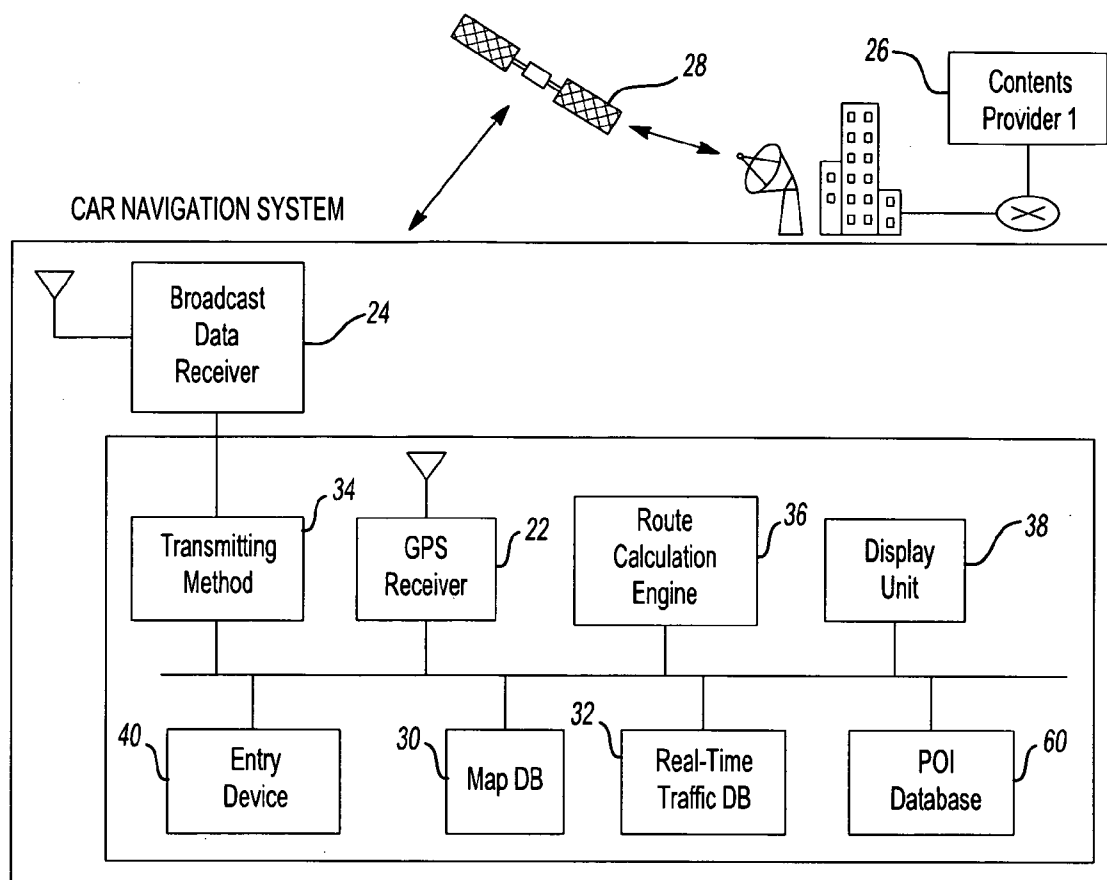 28
26
Contents
Provider 1
CAR NAVIGATION SYSTEM
Broadcast
Data
Receiver
24
34
Transmitting
Method
GPS
Receiver
22
Route
Calculation
Engine
36
Display
Unit
38
40
Entry
Device
30
Map DB
32
Real-Time
Traffic DB
POI
Database
60